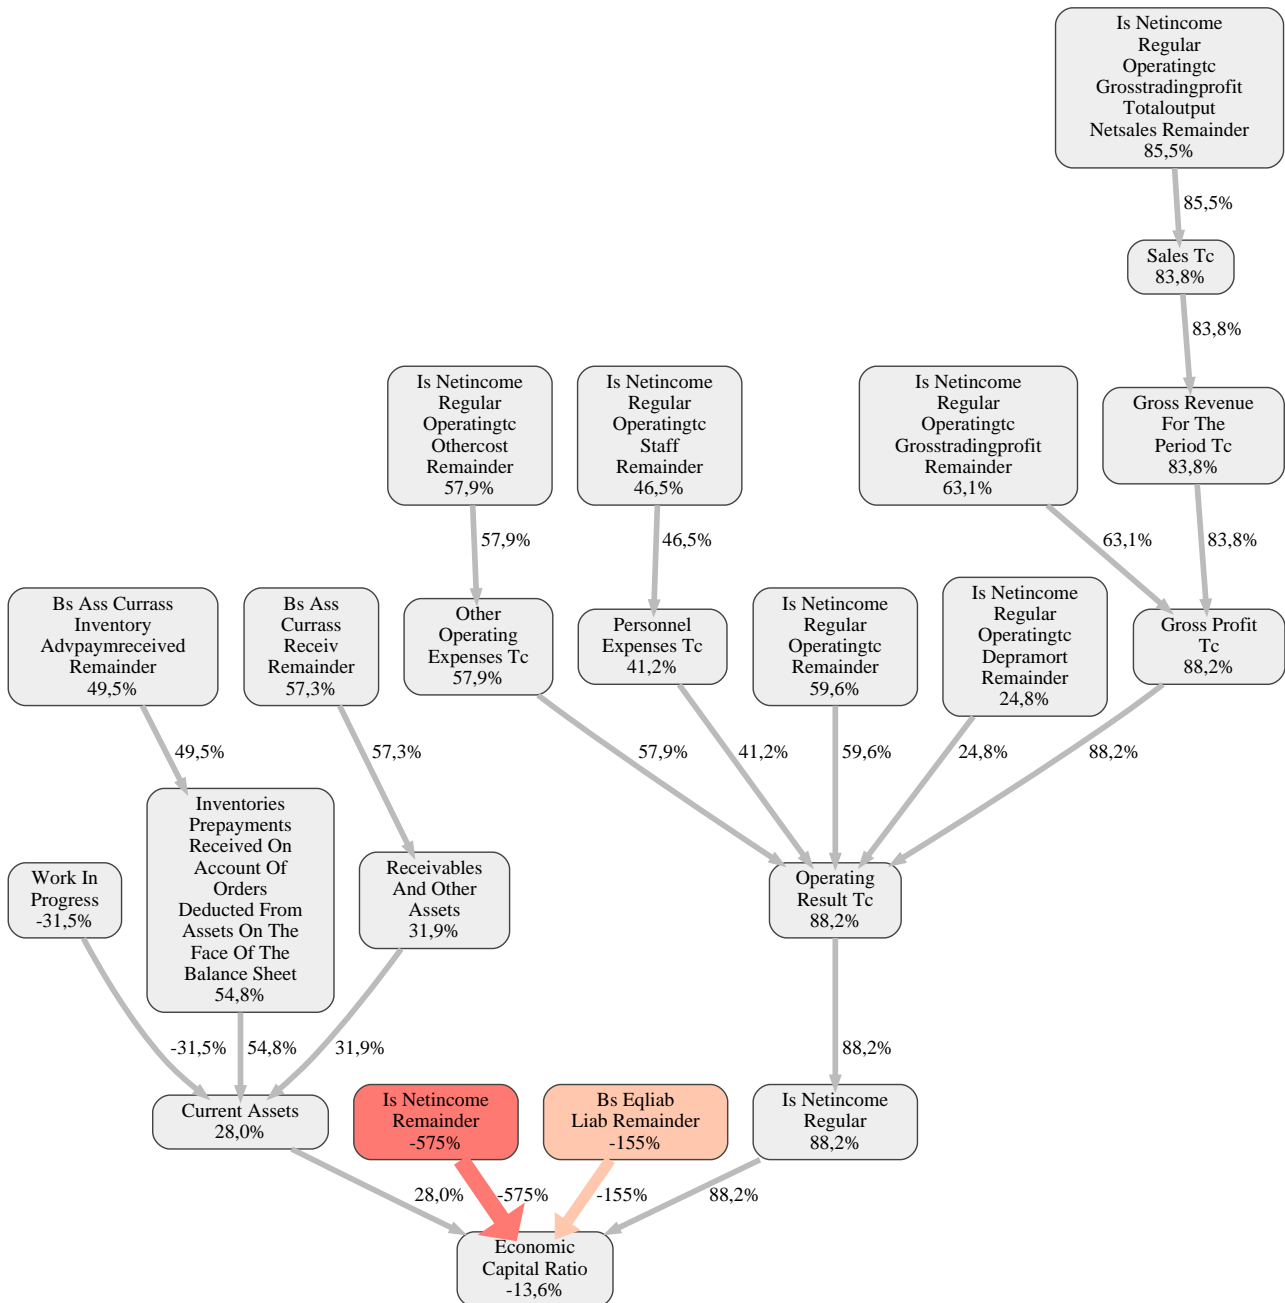 Is Netincome
Regular
Operatingtc
Grosstradingprofit
Totaloutput
Netsales Remainder
85,5%
85,5%
Sales Tc
83,8%
83,8%
Is Netincome
Regular
Operatingtc
Othercost
Remainder
57,9%
Is Netincome
Regular
Operatingtc
Staff
Remainder
46,5%
Is Netincome
Regular
Operatingtc
Grosstradingprofit
Remainder
63,1%
Gross Revenue
For The
Period Tc
83,8%
57,9%
46,5%
63,1%
83,8%
Bs Ass Currass
Inventory
Advpaymreceived
Remainder
49,5%
Bs Ass
Currass
Receiv
Remainder
57,3%
Other
Operating
Expenses Tc
57,9%
Personnel
Expenses Tc
41,2%
Is Netincome
Regular
Operatingtc
Remainder
59,6%
Is Netincome
Regular
Operatingtc
Depramort
Remainder
24,8%
Gross Profit
Tc
88,2%
49,5%
57,3%
57,9%
41,2%
59,6%
24,8%
88,2%
Work In
Progress
-31,5%
Inventories
Prepayments
Received On
Account Of
Orders
Deducted From
Assets On The
Face Of The
Balance Sheet
54,8%
Receivables
And Other
Assets
31,9%
Operating
Result Tc
88,2%
-31,5%
54,8%
31,9%
88,2%
Current Assets
28,0%
Is Netincome
Remainder
-575%
Bs Eqliab
Liab Remainder
-155%
Is Netincome
Regular
88,2%
28,0%
-575%
-155%
88,2%
Economic
Capital Ratio
-13,6%